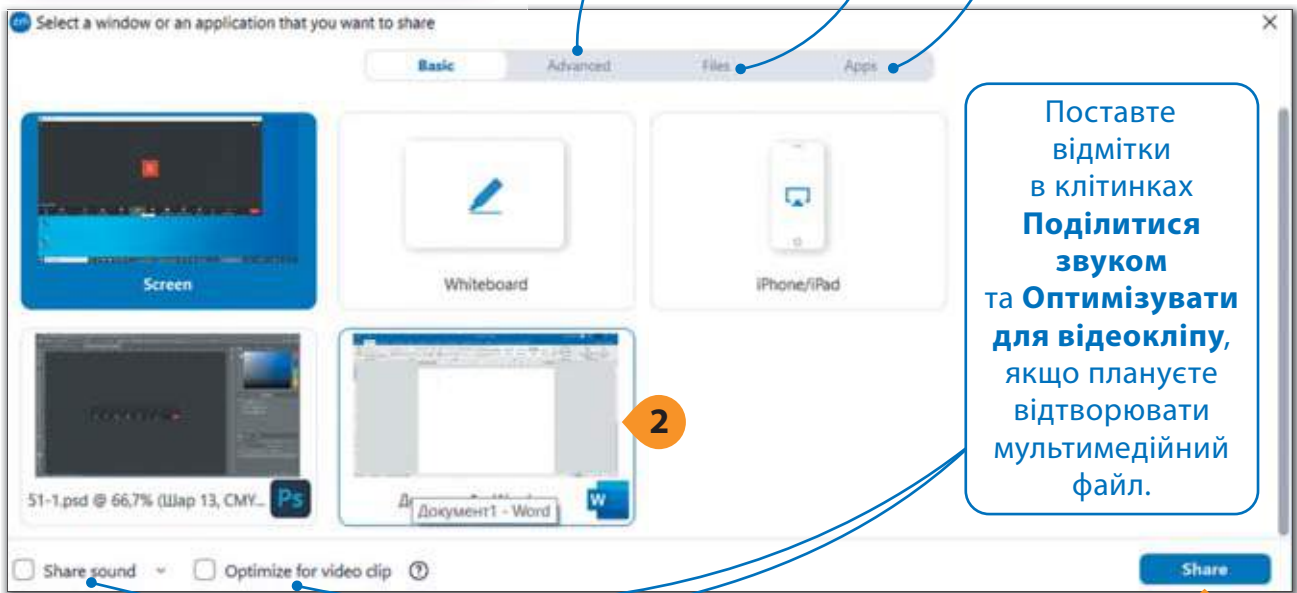 Select a window or an application that you want to share
Basic
Advanced
Files
Apps
Screen
Whiteboard
iPhone/iPad
51-1.psd @ 66,7% (Шар 13, CMY...
Ps
Документ1 - Word
W
2
Поставте
відмітки
в клітинках
Поділитися
звуком
та Оптимізувати
для відеокліпу,
якщо плануєте
відтворювати
мультимедійний
файл.
Share sound
Optimize for video clip
Share